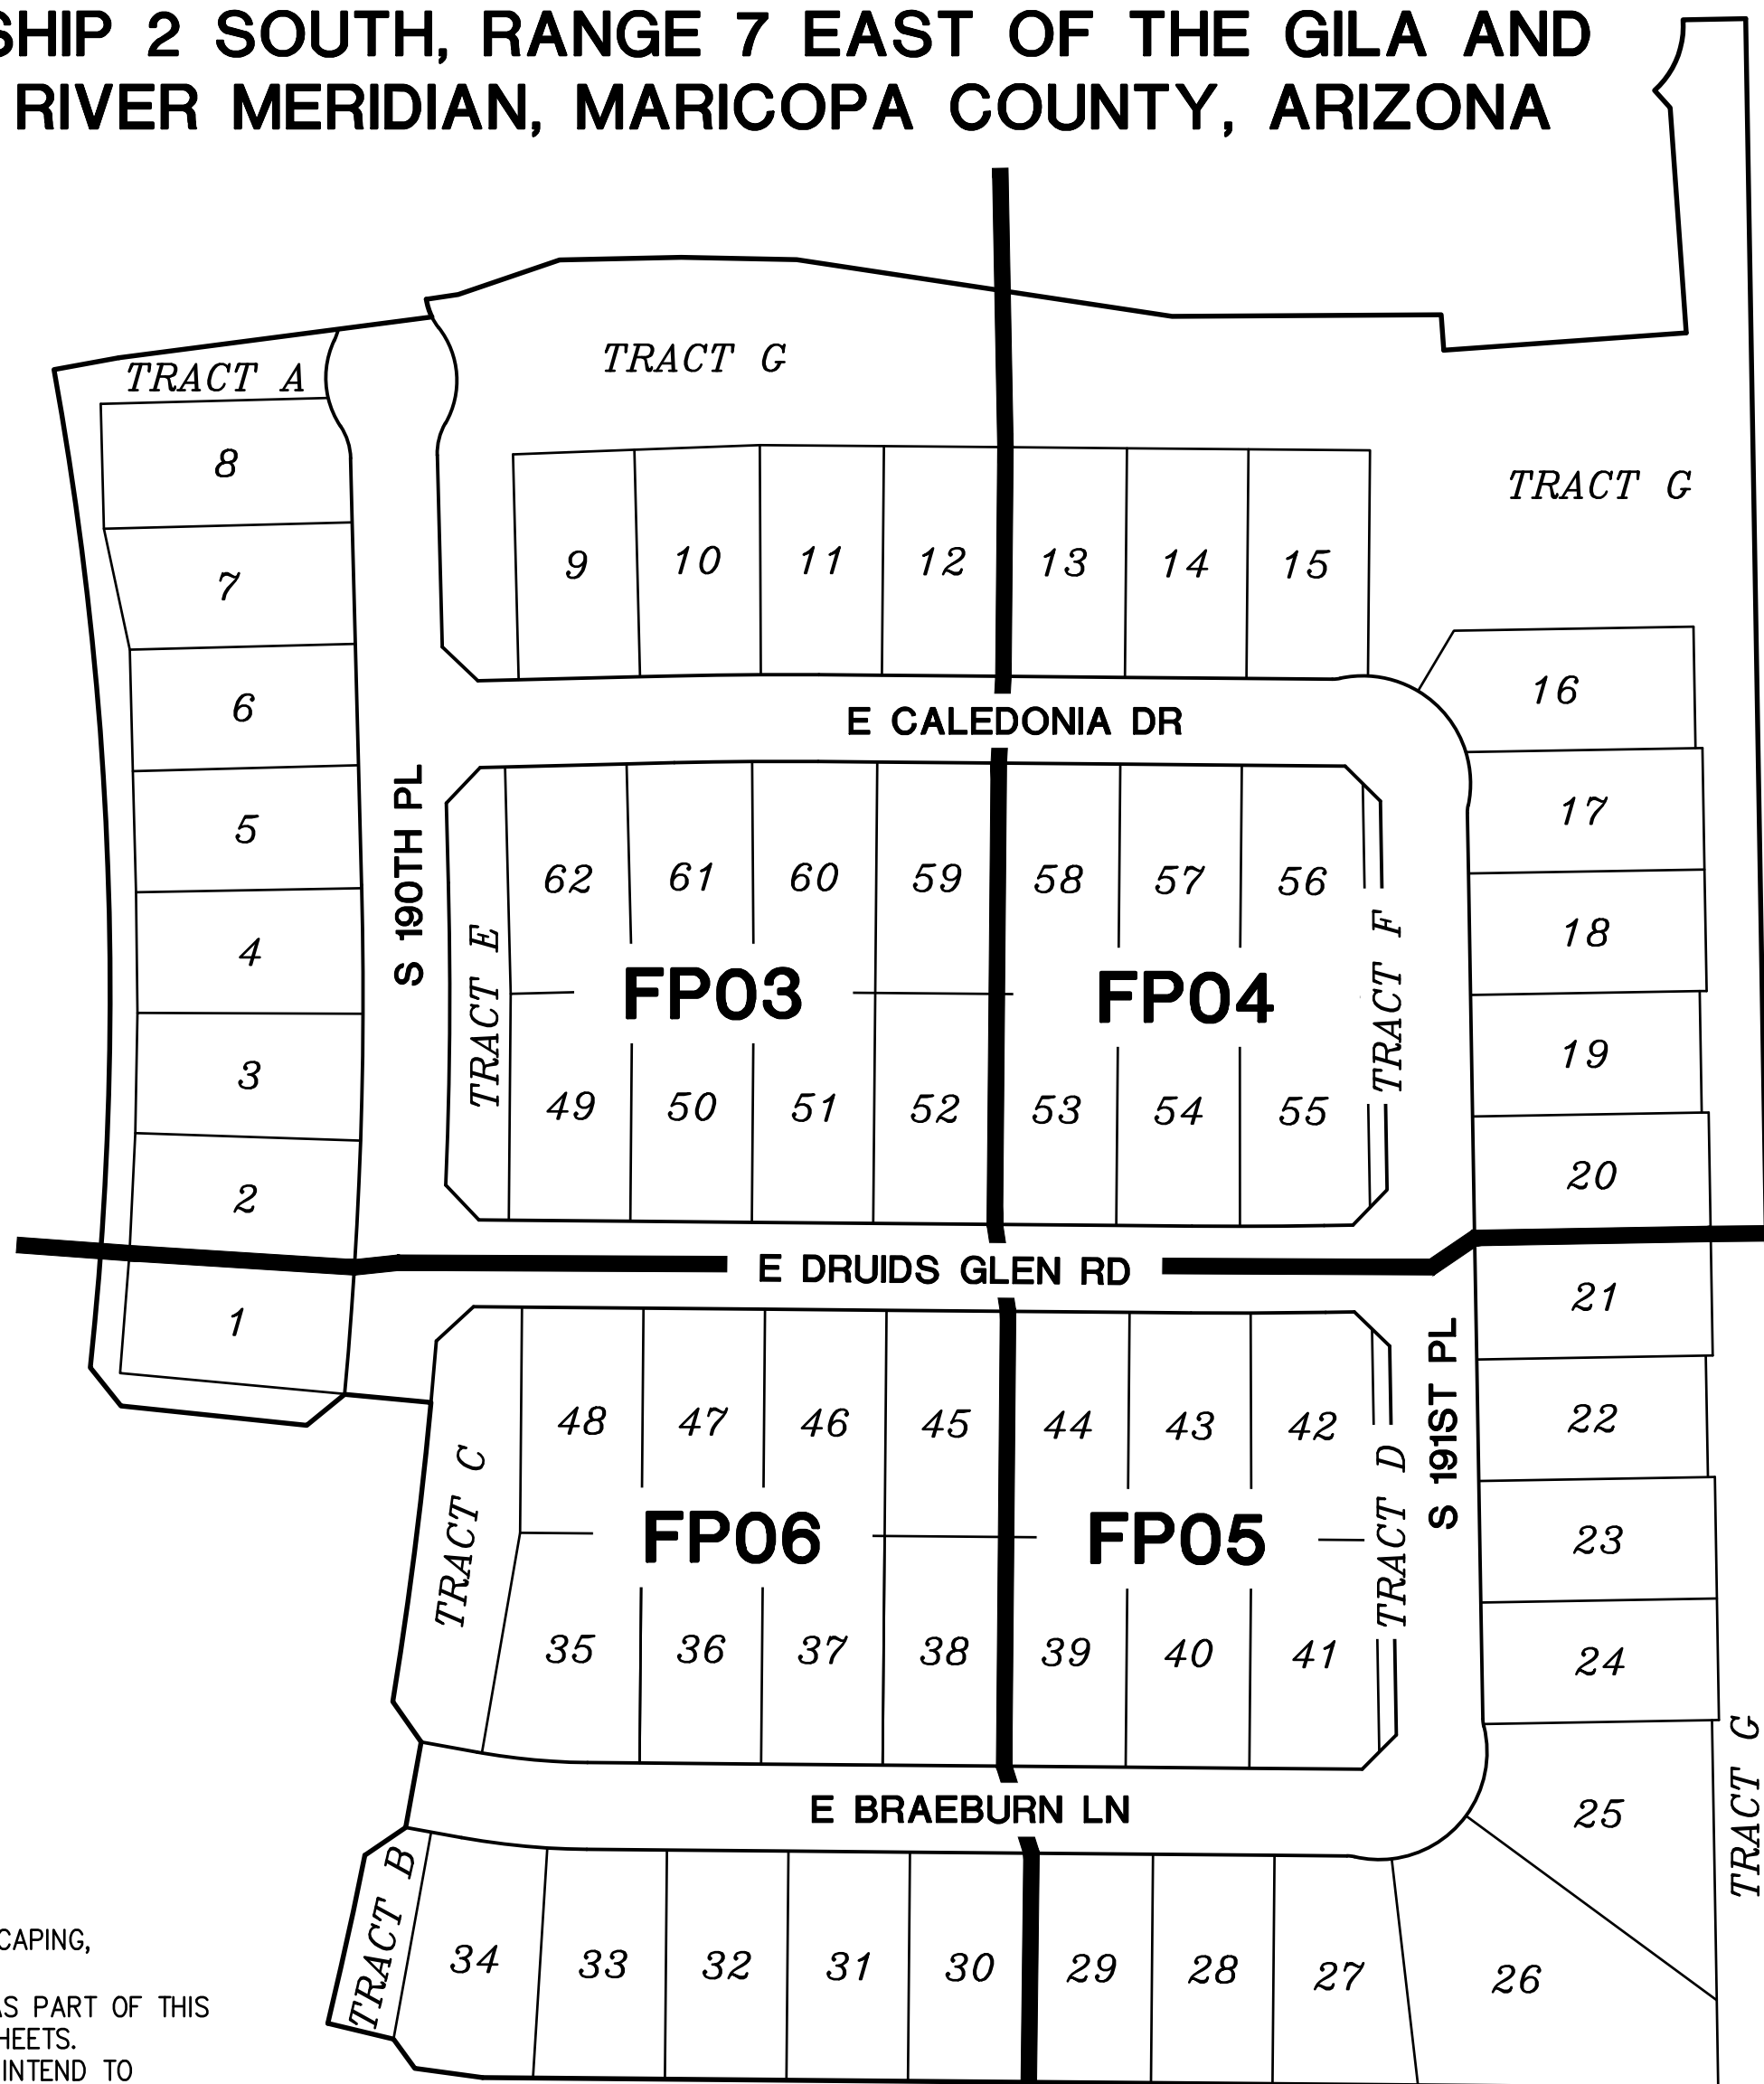 SHIP 2 SOUTH, RANGE 7 EAST OF THE GILA AND
RIVER MERIDIAN, MARICOPA COUNTY, ARIZONA
TRACT A
TRACT G
TRACT G
8
7
6
5
4
3
2
1
9 10 11 12 13 14 15
16
17
18
19
20
21
22
23
24
25
26
E CALEDONIA DR
S 190TH PL
TRACT E
62 61 60 59 58 57 56
FP03 FP04
TRACT F
49 50 51 52 53 54 55
E DRUIDS GLEN RD
S 191ST PL
TRACT C
48 47 46 45 44 43 42
FP06 FP05
TRACT D
35 36 37 38 39 40 41
E BRAEBURN LN
TRACT G
TRACT B
34 33 32 31 30 29 28 27
CAPING,
AS PART OF THIS
HEETS.
INTEND TO